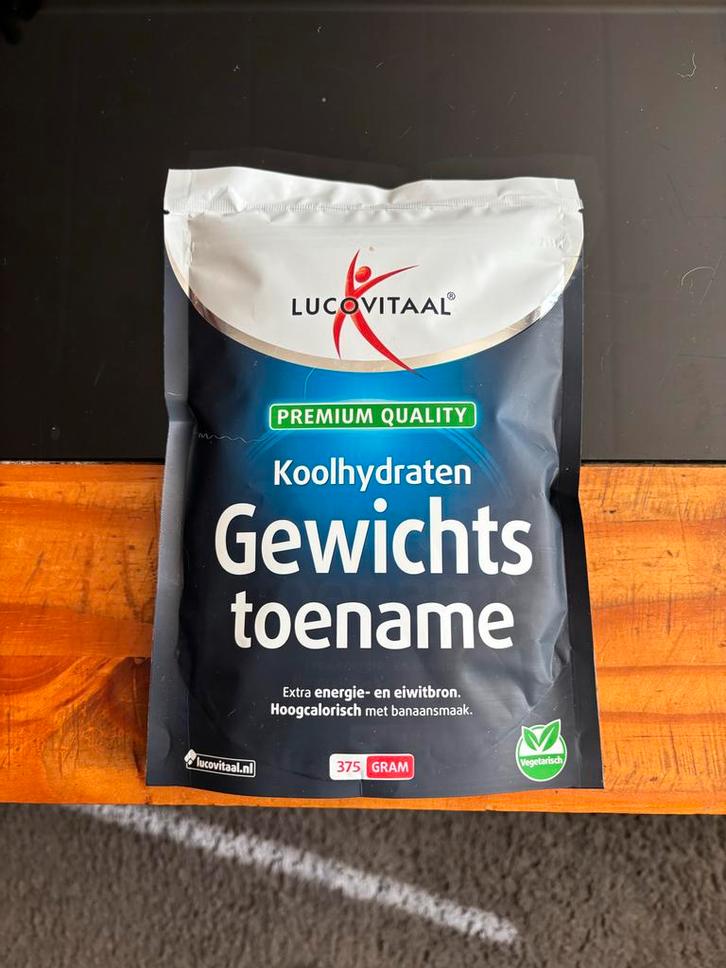 LUCOVITAAL®
PREMIUM QUALITY
Koolhydraten
Gewichts
toename
Extra energie- en eiwitbron.
Hoogcalorisch met banaansmaak.
lucovitaal.nl
375 GRAM
Vegetarisch